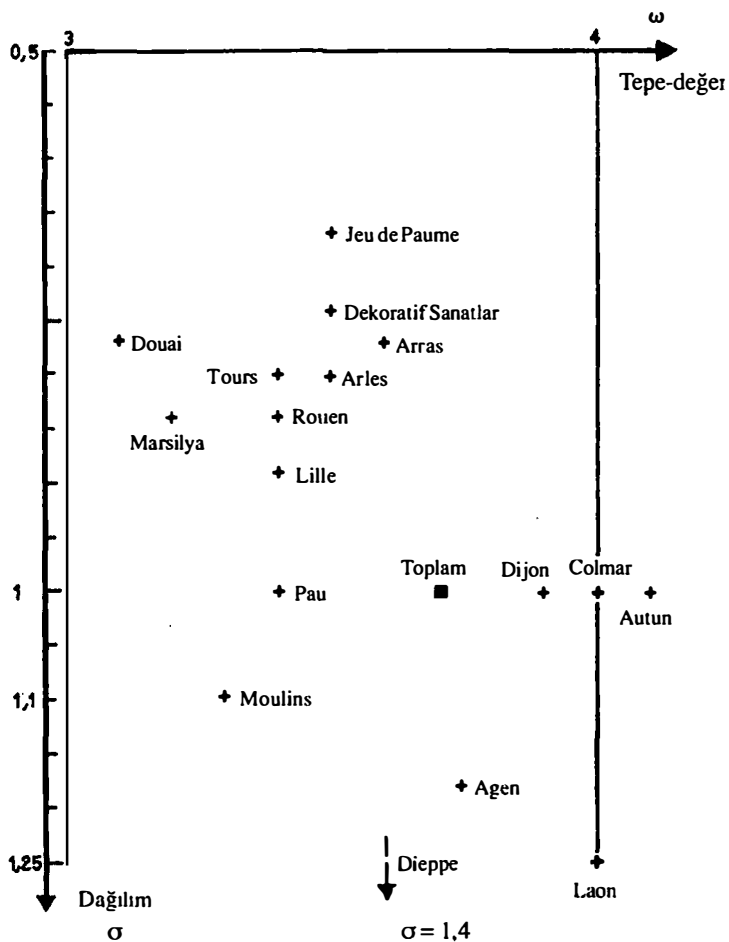 ω
3
4
0,5
Tepe-değer
Jeu de Paume
Dekoratif Sanatlar
Douai
Arras
Tours
Arles
Rouen
Marsilya
Lille
Toplam
Dijon
Colmar
1
Pau
Autun
1,1
Moulins
Agen
1,25
Dieppe
Laon
Dağılım
σ
σ = 1,4